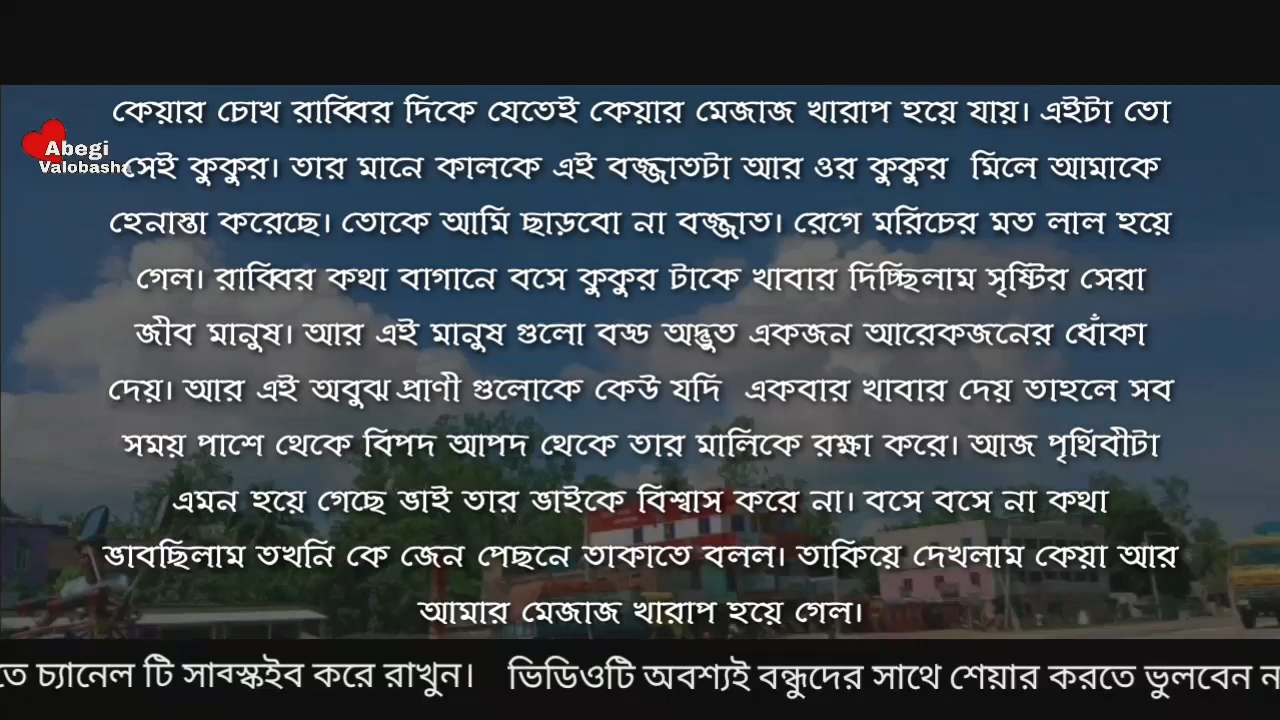 কেয়ার চোখ রাব্বির দিকে যেতেই কেয়ার মেজাজ খারাপ হয়ে যায়। এইটা তো
Abegi
Valobasha
সেই কুকুর। তার মানে কালকে এই বজ্জাতটা আর ওর কুকুর মিলে আমাকে
হেনাস্তা করেছে। তোকে আমি ছাড়বো না বজ্জাত। রেগে মরিচের মত লাল হয়ে
গেল। রাব্বির কথা বাগানে বসে কুকুর টাকে খাবার দিচ্ছিলাম সৃষ্টির সেরা
জীব মানুষ। আর এই মানুষ গুলো বড্ড অদ্ভুত একজন আরেকজনের ধোঁকা
দেয়। আর এই অবুঝ প্রাণী গুলোকে কেউ যদি একবার খাবার দেয় তাহলে সব
সময় পাশে থেকে বিপদ আপদ থেকে তার মালিকে রক্ষা করে। আজ পৃথিবীটা
এমন হয়ে গেছে ভাই তার ভাইকে বিশ্বাস করে না। বসে বসে না কথা
ভাবছিলাম তখনি কে জেন পেছনে তাকাতে বলল। তাকিয়ে দেখলাম কেয়া আর
আমার মেজাজ খারাপ হয়ে গেল।
চ্যানেল টি সাবস্কইব করে রাখুন। ভিডিওটি অবশ্যই বন্ধুদের সাথে শেয়ার করতে ভুলবেন